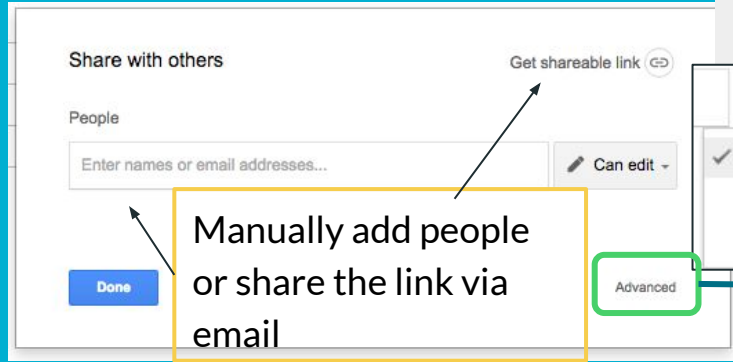 Share with others
Get shareable link
People
Enter names or email addresses...
Can edit
Manually add people
or share the link via
email
Done
Advanced